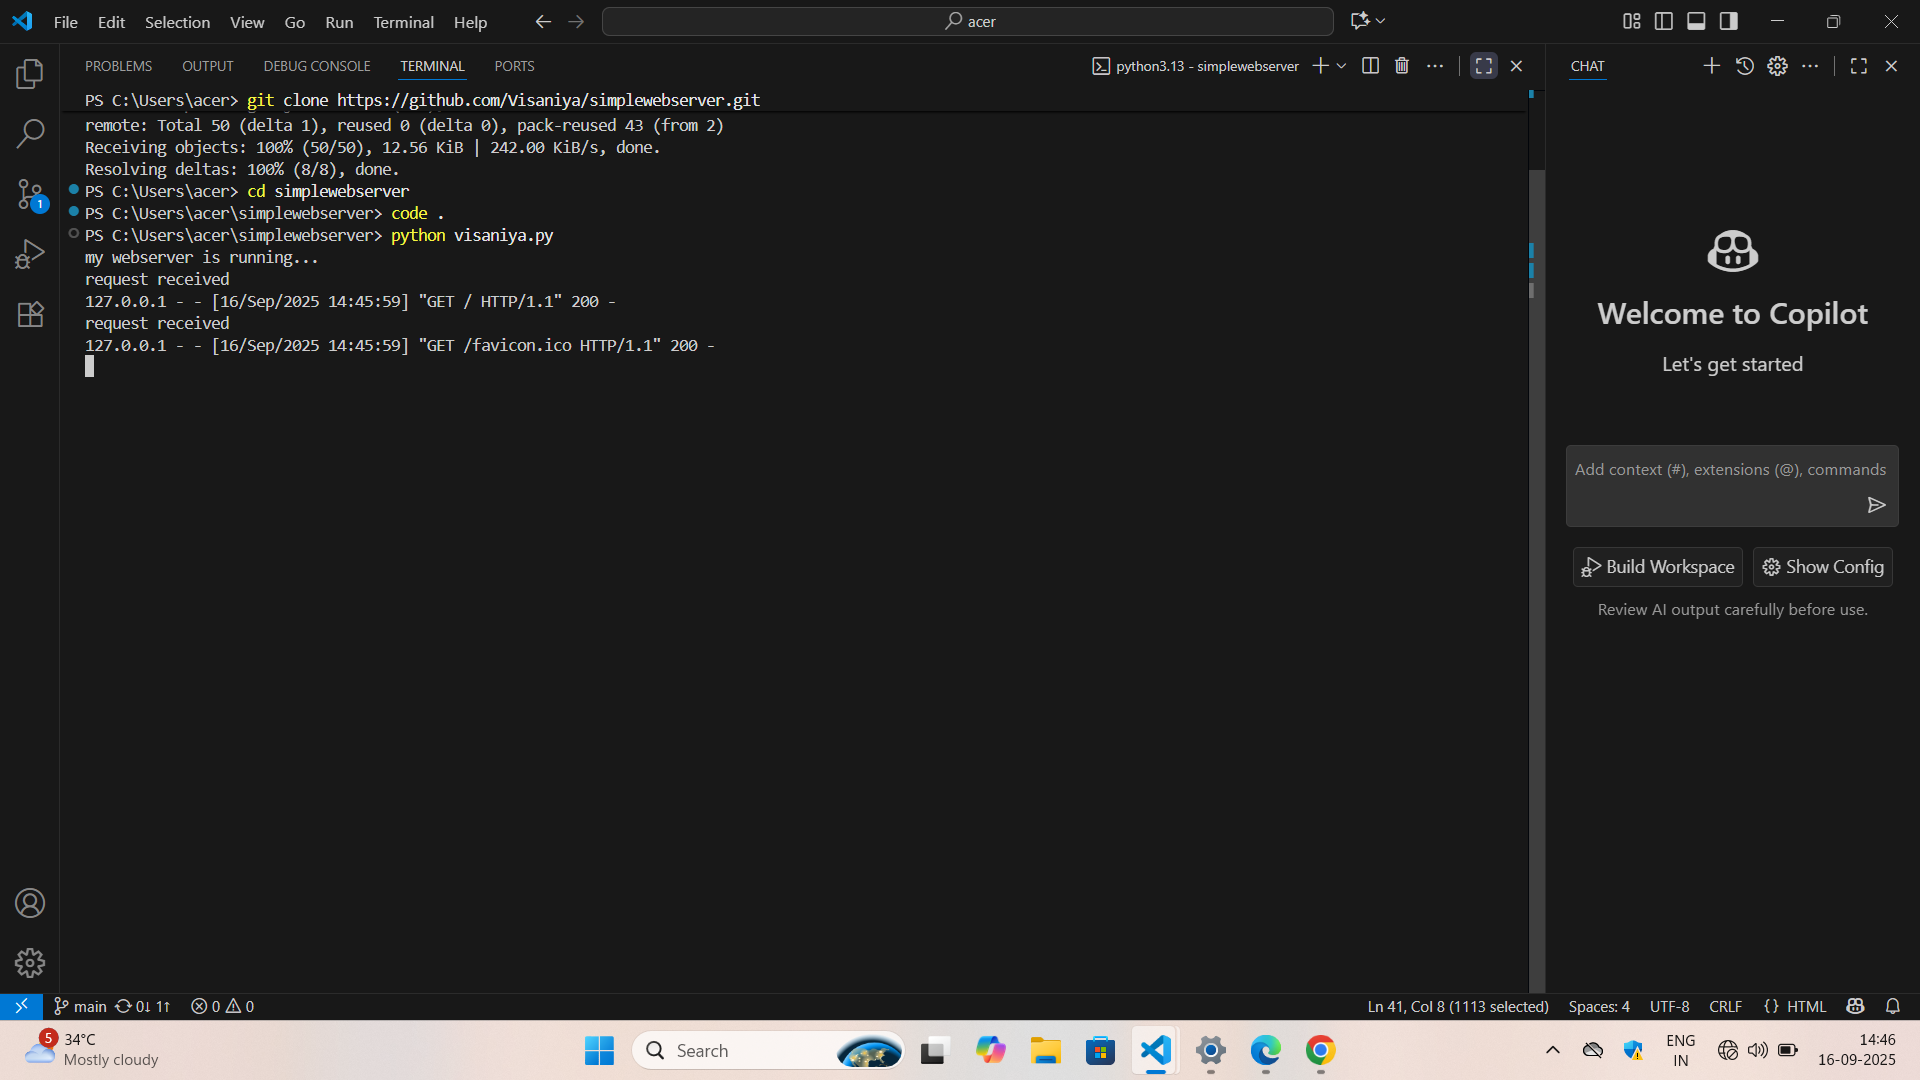 File Edit Selection View Go Run Terminal Help
acer
PROBLEMS OUTPUT DEBUG CONSOLE TERMINAL PORTS
python3.13 - simplewebserver
CHAT
PS C:\Users\acer> git clone https://github.com/Visaniya/simplewebserver.git
remote: Total 50 (delta 1), reused 0 (delta 0), pack-reused 43 (from 2)
Receiving objects: 100% (50/50), 12.56 KiB | 242.00 KiB/s, done.
Resolving deltas: 100% (8/8), done.
PS C:\Users\acer> cd simplewebserver
PS C:\Users\acer\simplewebserver> code .
PS C:\Users\acer\simplewebserver> python visaniya.py
my webserver is running...
request received
127.0.0.1 - - [16/Sep/2025 14:45:59] "GET / HTTP/1.1" 200 -
request received
127.0.0.1 - - [16/Sep/2025 14:45:59] "GET /favicon.ico HTTP/1.1" 200 -
1
Welcome to Copilot
Let's get started
Add context (#), extensions (@), commands
Build Workspace Show Config
Review AI output carefully before use.
main 0↓ 1↑ 0 0
Ln 41, Col 8 (1113 selected) Spaces: 4 UTF-8 CRLF {} HTML
5
34°C
Mostly cloudy
Search
ENG
IN
14:46
16-09-2025